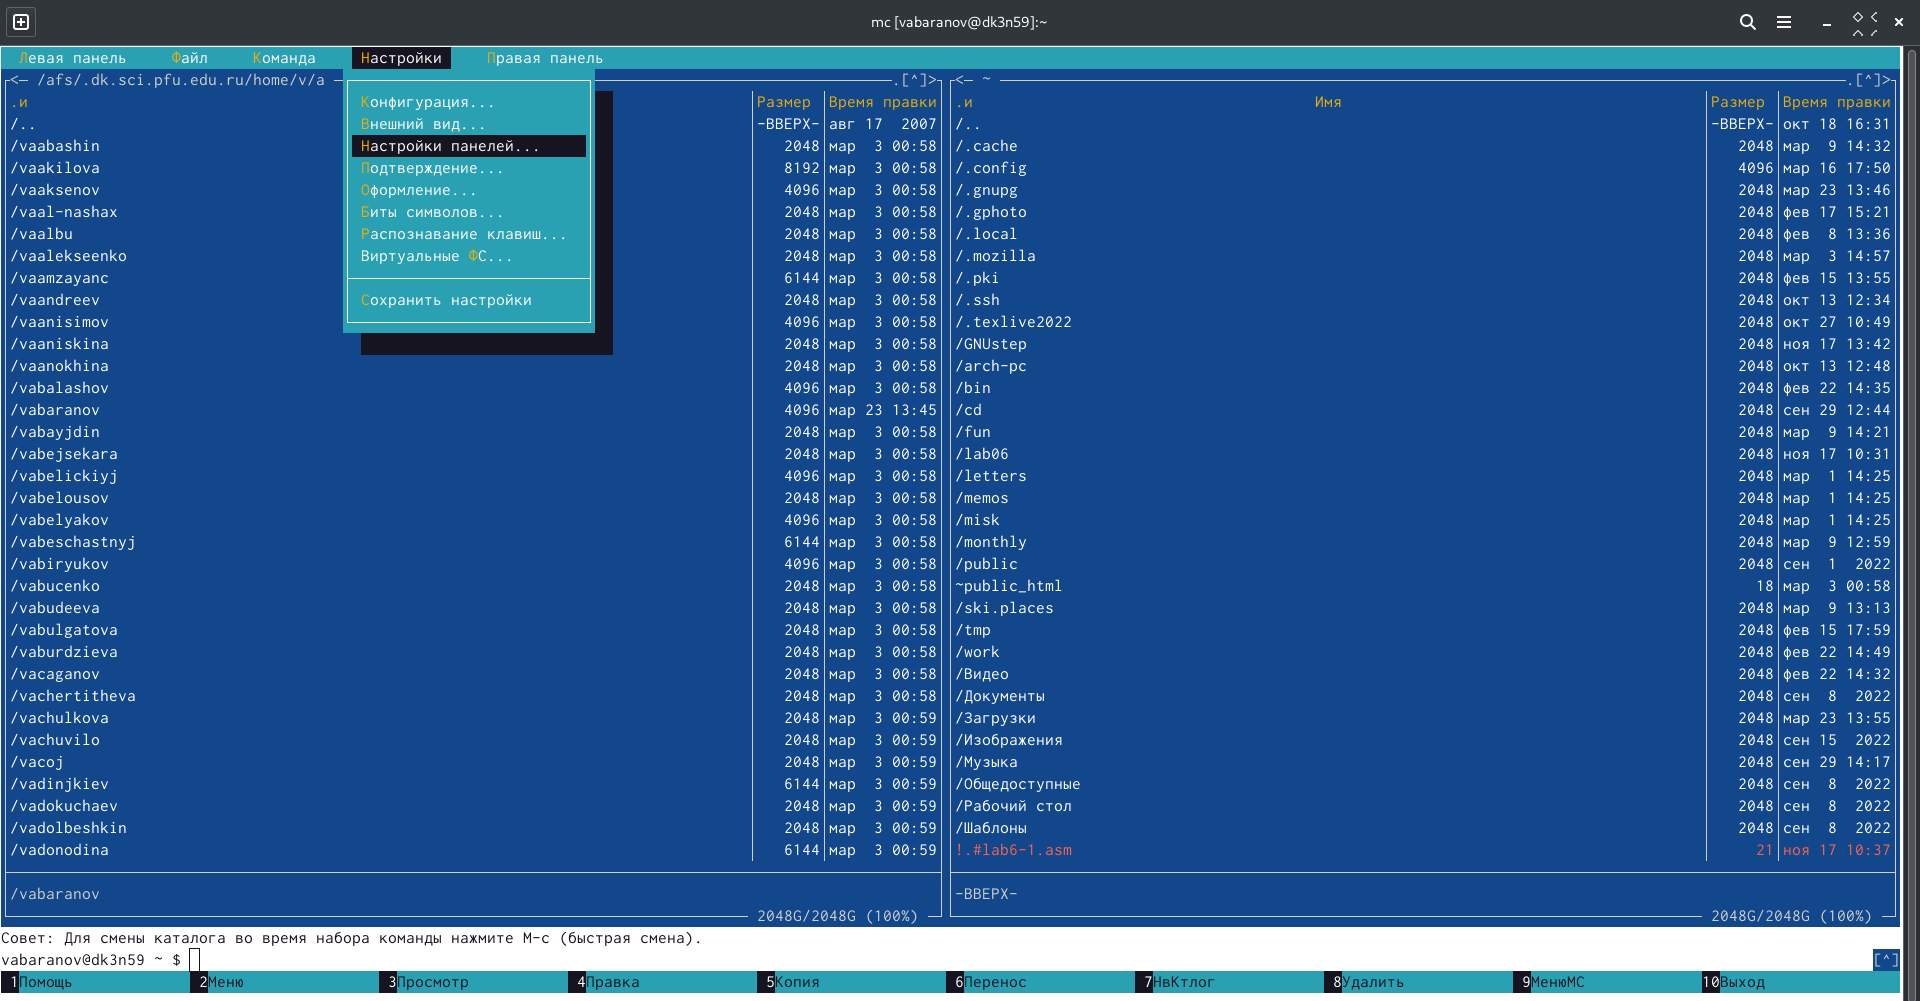 mc [vabaranov@dk3n59]:~
Левая панель Файл Команда Настройки Правая панель
<─ /afs/.dk.sci.pfu.edu.ru/home/v/a ─ .[^]> <─ ~ ─ .[^]>
.и Размер Время правки .и Имя Размер Время правки
Конфигурация...
Внешний вид...
Настройки панелей...
Подтверждение...
Оформление...
Биты символов...
Распознавание клавиш...
Виртуальные ФС...
Сохранить настройки
/.. -ВВЕРХ- авг 17 2007
/vaabashin 2048 мар 3 00:58
/vaakilova 8192 мар 3 00:58
/vaaksenov 4096 мар 3 00:58
/vaal-nashax 2048 мар 3 00:58
/vaalbu 2048 мар 3 00:58
/vaalekseenko 2048 мар 3 00:58
/vaamzayanc 6144 мар 3 00:58
/vaandreev 2048 мар 3 00:58
/vaanisimov 4096 мар 3 00:58
/vaaniskina 2048 мар 3 00:58
/vaanokhina 2048 мар 3 00:58
/vabalashov 4096 мар 3 00:58
/vabaranov 4096 мар 23 13:45
/vabayjdin 2048 мар 3 00:58
/vabejsekara 2048 мар 3 00:58
/vabelickiyj 4096 мар 3 00:58
/vabelousov 2048 мар 3 00:58
/vabelyakov 4096 мар 3 00:58
/vabeschastnyj 6144 мар 3 00:58
/vabiryukov 4096 мар 3 00:58
/vabucenko 2048 мар 3 00:58
/vabudeeva 2048 мар 3 00:58
/vabulgatova 2048 мар 3 00:58
/vaburdzieva 2048 мар 3 00:58
/vacaganov 2048 мар 3 00:58
/vachertitheva 2048 мар 3 00:58
/vachulkova 2048 мар 3 00:59
/vachuvilo 2048 мар 3 00:59
/vacoj 2048 мар 3 00:59
/vadinjkiev 6144 мар 3 00:59
/vadokuchaev 2048 мар 3 00:59
/vadolbeshkin 2048 мар 3 00:59
/vadonodina 6144 мар 3 00:59
/vabaranov
2048G/2048G (100%)
/.. -ВВЕРХ- окт 18 16:31
/.cache 2048 мар 9 14:32
/.config 4096 мар 16 17:50
/.gnupg 2048 мар 23 13:46
/.gphoto 2048 фев 17 15:21
/.local 2048 фев 8 13:36
/.mozilla 2048 мар 3 14:57
/.pki 2048 фев 15 13:55
/.ssh 2048 окт 13 12:34
/.texlive2022 2048 окт 27 10:49
/GNUstep 2048 ноя 17 13:42
/arch-pc 2048 окт 13 12:48
/bin 2048 фев 22 14:35
/cd 2048 сен 29 12:44
/fun 2048 мар 9 14:21
/lab06 2048 ноя 17 10:31
/letters 2048 мар 1 14:25
/memos 2048 мар 1 14:25
/misk 2048 мар 1 14:25
/monthly 2048 мар 9 12:59
/public 2048 сен 1 2022
~public_html 18 мар 3 00:58
/ski.places 2048 мар 9 13:13
/tmp 2048 фев 15 17:59
/work 2048 фев 22 14:49
/Видео 2048 фев 22 14:32
/Документы 2048 сен 8 2022
/Загрузки 2048 мар 23 13:55
/Изображения 2048 сен 15 2022
/Музыка 2048 сен 29 14:17
/Общедоступные 2048 сен 8 2022
/Рабочий стол 2048 сен 8 2022
/Шаблоны 2048 сен 8 2022
!.#lab6-1.asm 21 ноя 17 10:37
-ВВЕРХ-
2048G/2048G (100%)
Совет: Для смены каталога во время набора команды нажмите M-c (быстрая смена).
vabaranov@dk3n59 ~ $ [^]
1Помощь 2Меню 3Просмотр 4Правка 5Копия 6Перенос 7НвКтлог 8Удалить 9МенюMC 10Выход